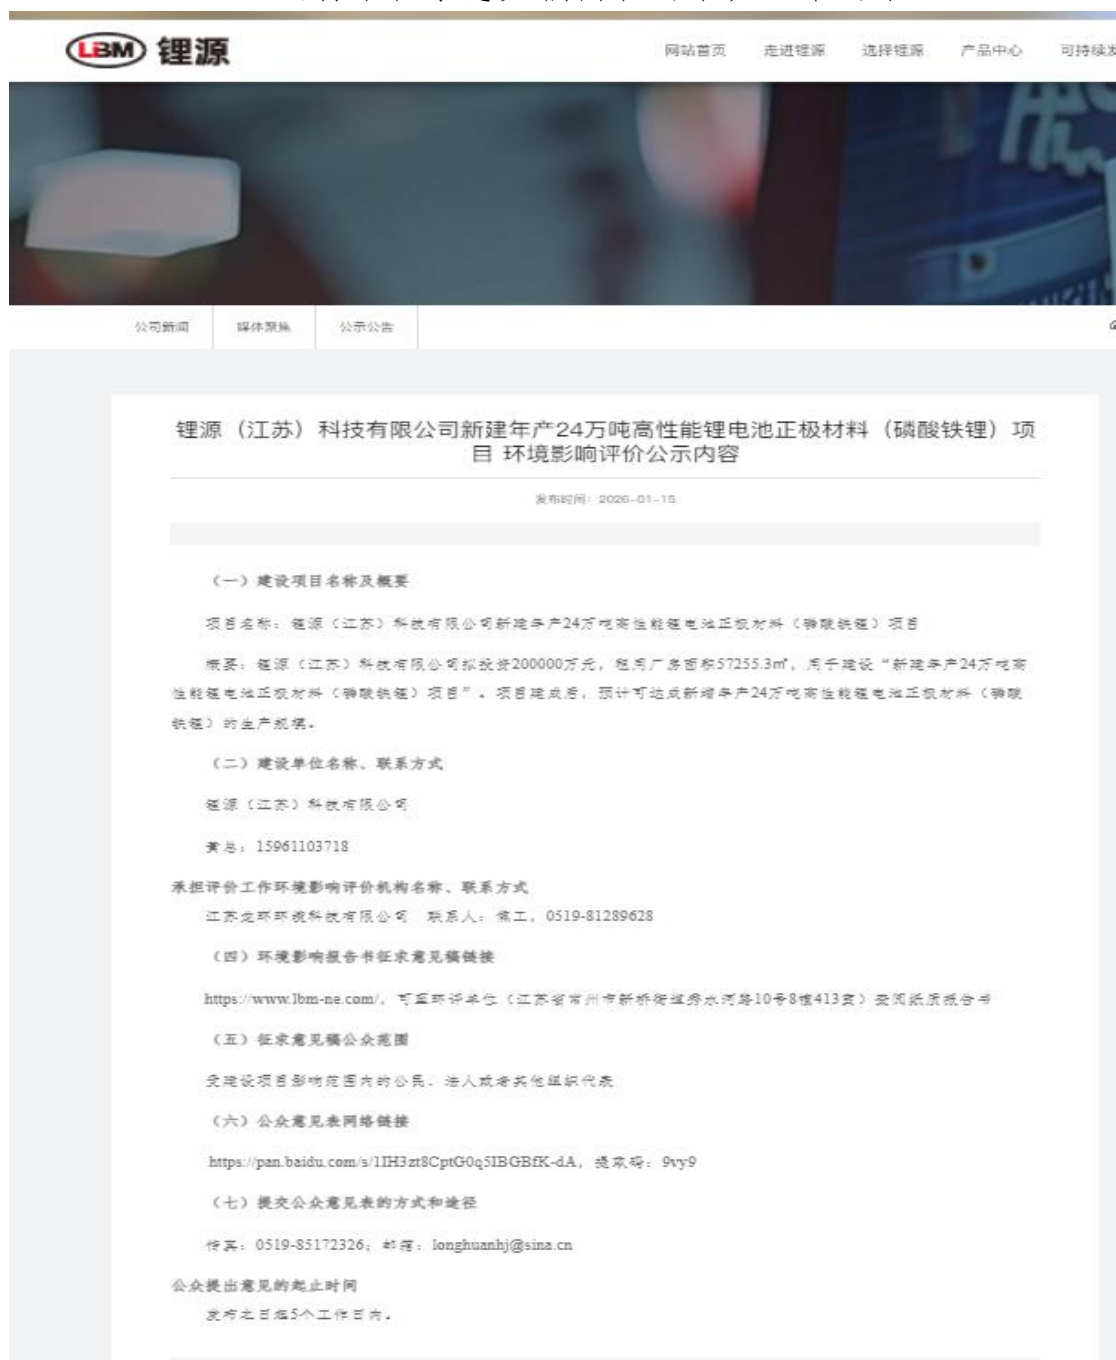 LBM 锂源
网站首页 走进锂源 选择锂源 产品中心 可持续发
公司新闻 媒体聚焦 公示公告
锂源（江苏）科技有限公司新建年产24万吨高性能锂电池正极材料（磷酸铁锂）项
目 环境影响评价公示内容
发布时间：2026-01-15
（一）建设项目名称及概要
项目名称：锂源（江苏）科技有限公司新建年产24万吨高性能锂电池正极材料（磷酸铁锂）项目
概要：锂源（江苏）科技有限公司拟投资200000万元，租用厂房面积57255.3㎡，用于建设“新建年产24万吨高
性能锂电池正极材料（磷酸铁锂）项目”。项目建成后，预计可达成新增年产24万吨高性能锂电池正极材料（磷酸
铁锂）的生产规模。
（二）建设单位名称、联系方式
锂源（江苏）科技有限公司
黄总：15961103718
承担评价工作环境影响评价机构名称、联系方式
江苏龙环环境科技有限公司 联系人：焦工，0519-81289628
（四）环境影响报告书征求意见稿链接
https://www.lbm-ne.com/，可至环评单位（江苏省常州市新桥街道秀水河路10号8幢413室）查阅纸质报告书
（五）征求意见稿公众范围
受建设项目影响范围内的公民、法人或者其他组织代表
（六）公众意见表网络链接
https://pan.baidu.com/s/1IH3zt8CptG0q5IBGBfK-dA，提取码：9vy9
（七）提交公众意见表的方式和途径
传真：0519-85172326；邮箱：longhuanhj@sina.cn
公众提出意见的起止时间
发布之日起5个工作日内。